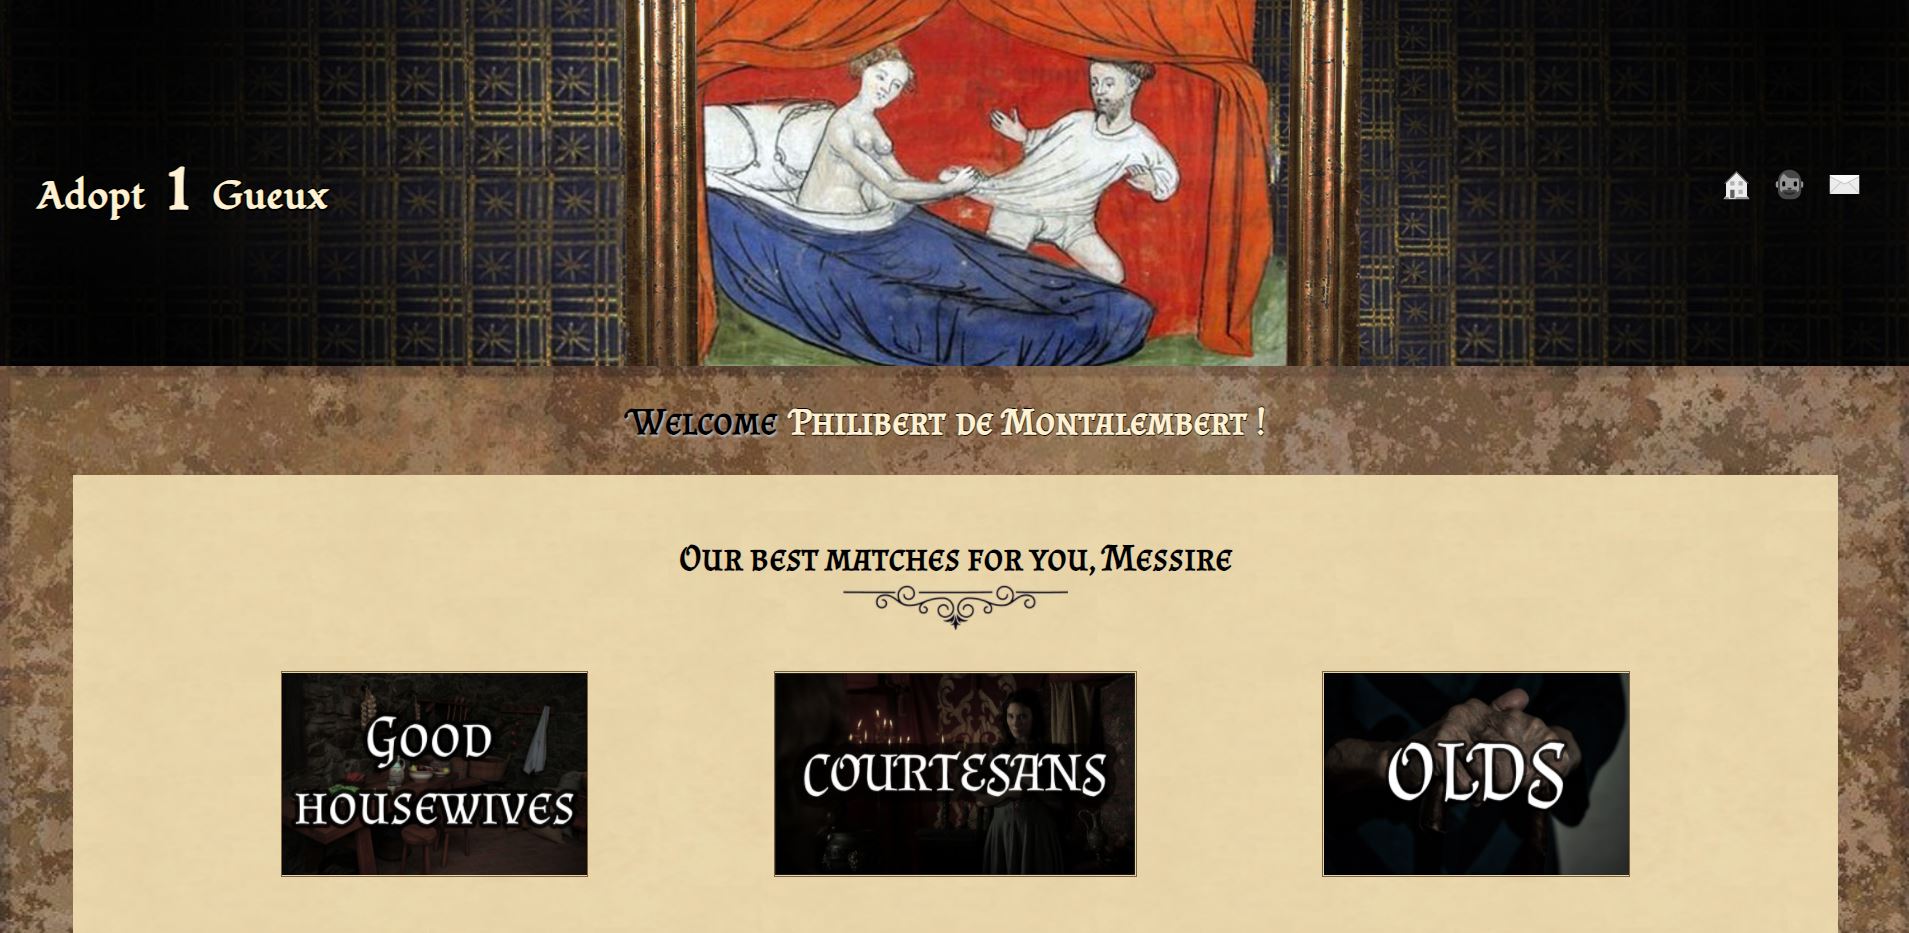 Adopt 1 Gueux
Welcome Philibert de Montalembert !
Our best matches for you, Messire
Good
housewives
courtesans
OLDS